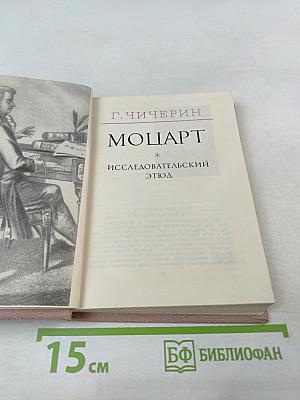 Г. ЧИЧЕРИН
МОЦАРТ
*
ИССЛЕДОВАТЕЛЬСКИЙ
ЭТЮД
15 см
БФ БИБЛИОФАН